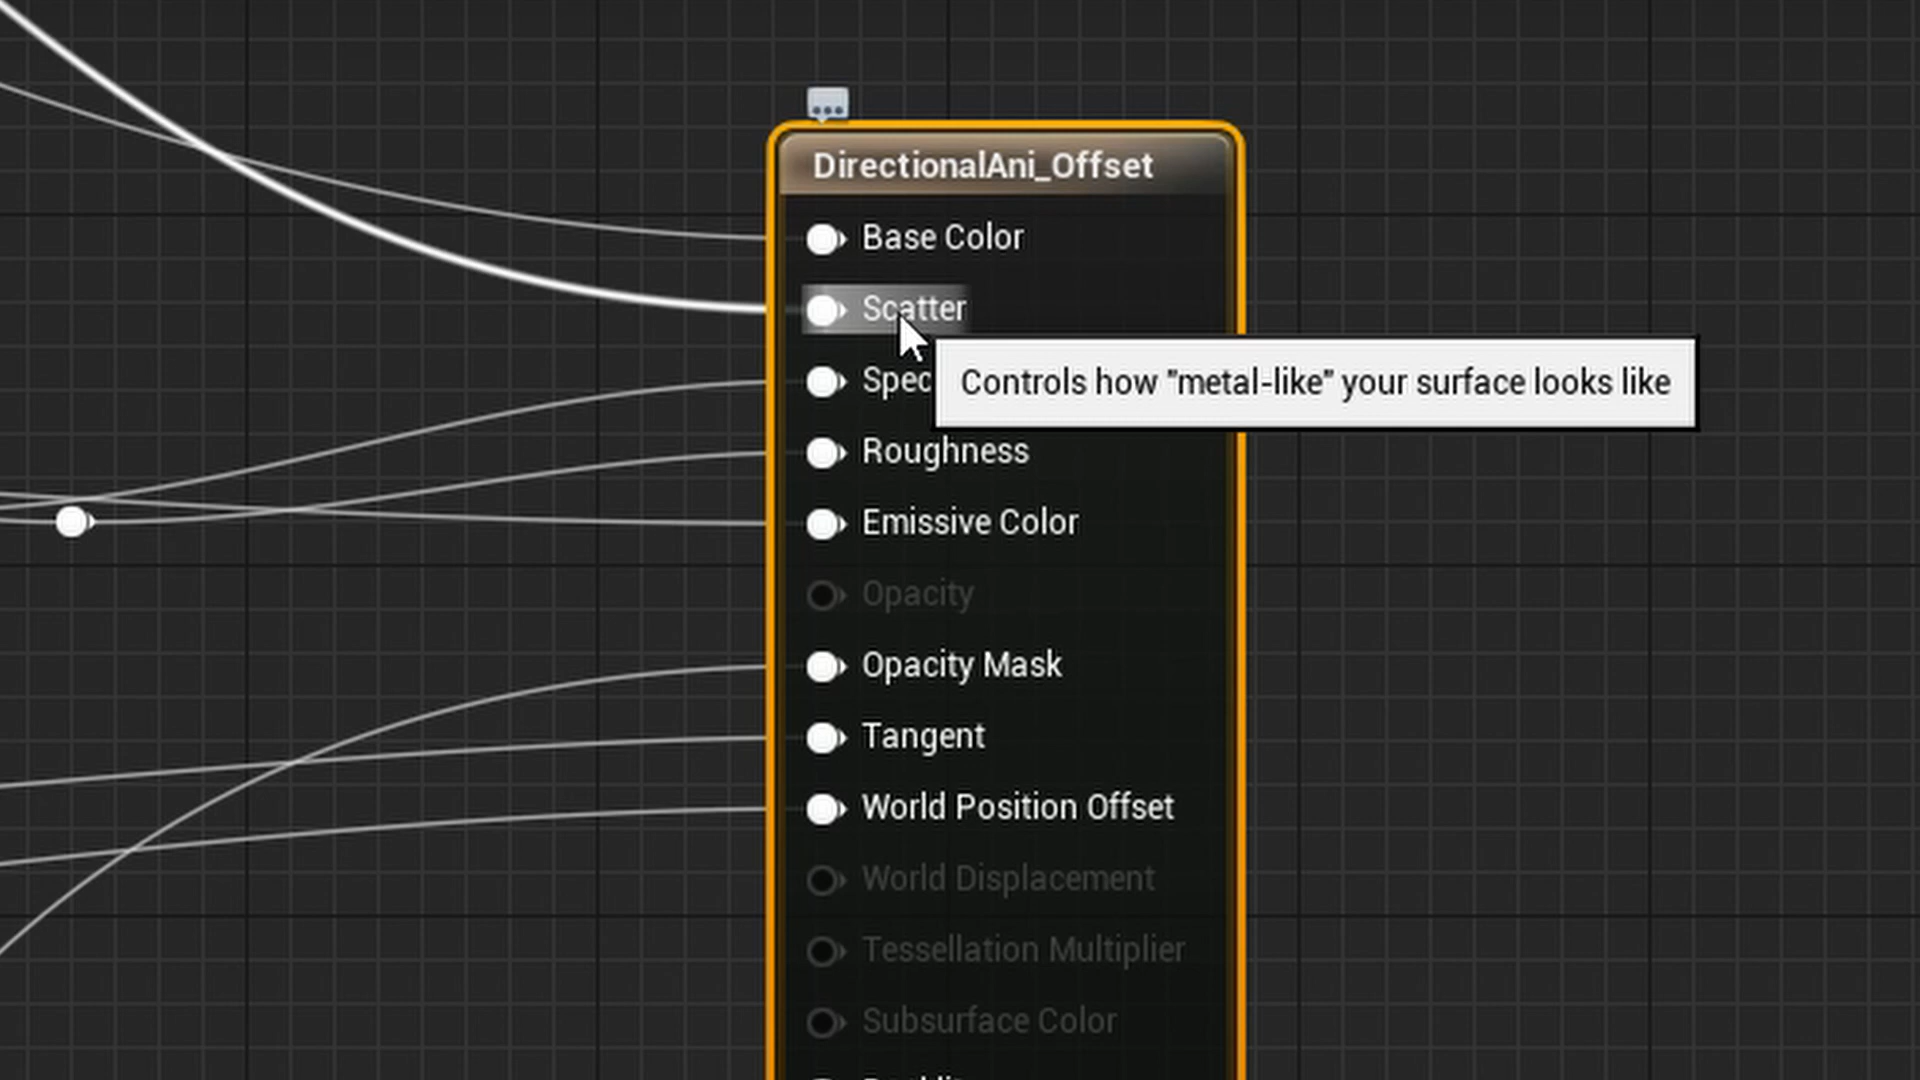 DirectionalAni_Offset
Base Color
Scatter
Spec
Controls how "metal-like" your surface looks like
Roughness
Emissive Color
Opacity
Opacity Mask
Tangent
World Position Offset
World Displacement
Tessellation Multiplier
Subsurface Color